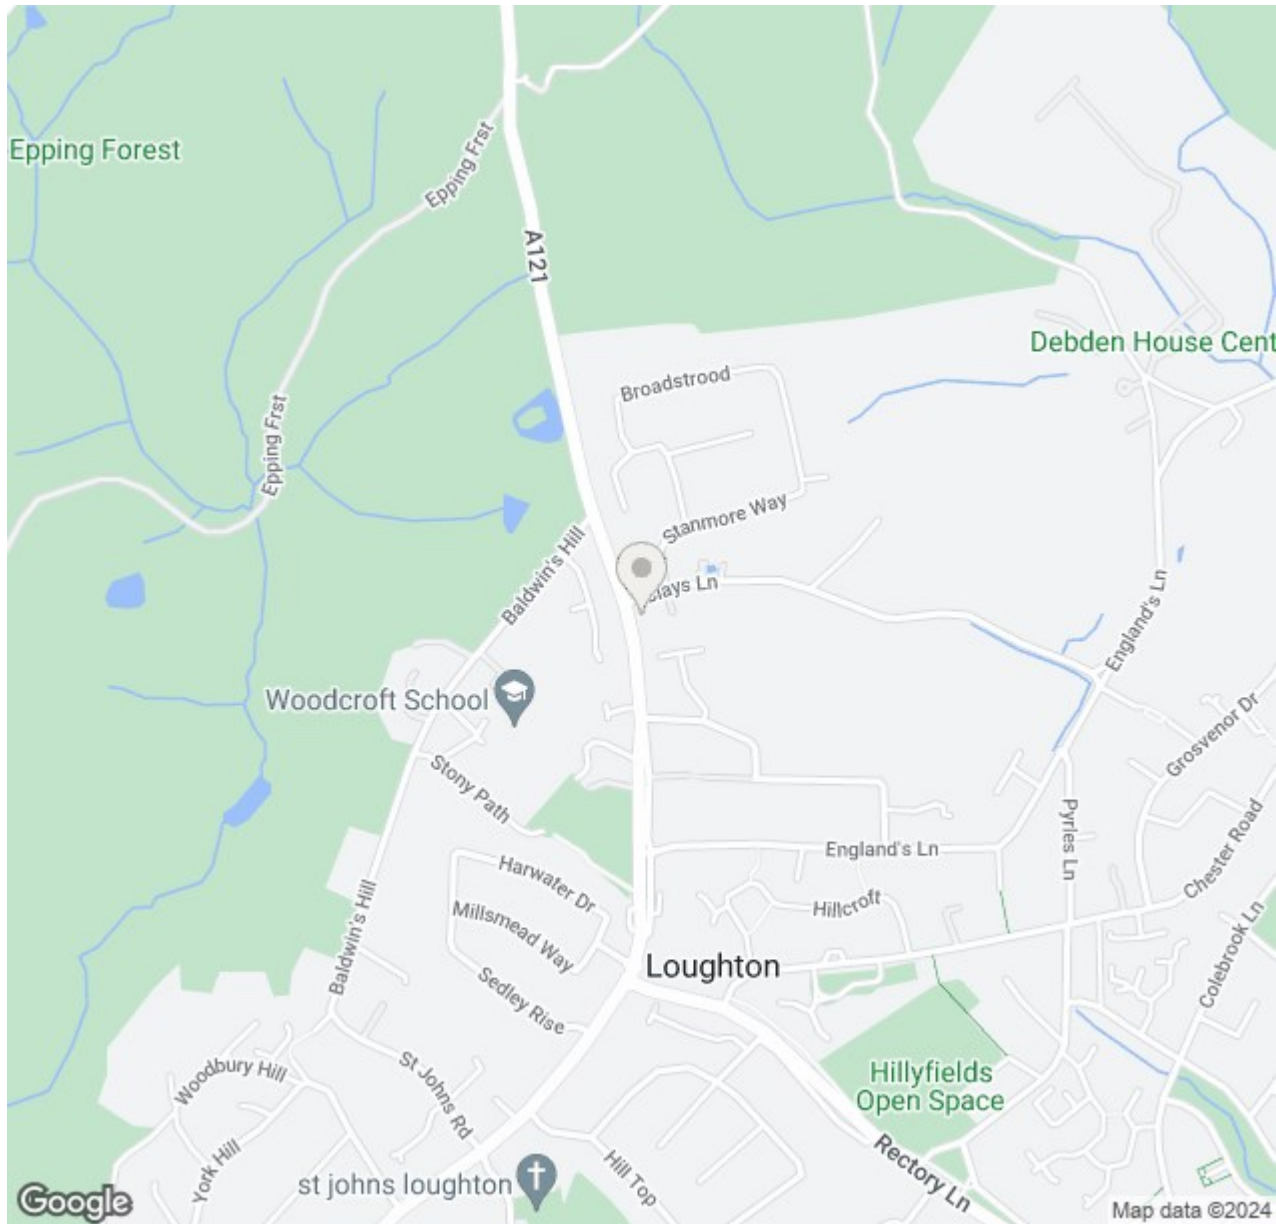 Epping Forest
Epping Frst
A121
Debden House Cent
Broadstrood
Epping Frst
Stanmore Way
Baldwin's Hill
clays Ln
England's Ln
Woodcroft School
Grosvenor Dr
Stony Path
Pyrles Ln
Chester Road
England's Ln
Harwater Dr
Hillcroft
Millsmead Way
Baldwin's Hill
Colebrook Ln
Loughton
Sedley Rise
Woodbury Hill
St Johns Rd
Hillyfields
Open Space
York Hill
Hill Top
Rectory Ln
st johns loughton
Google
Map data ©2024